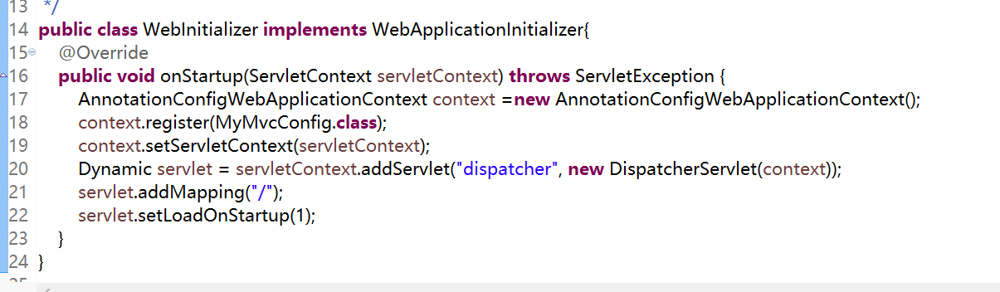 13 */
14 public class WebInitializer implements WebApplicationInitializer{
15 @Override
16 public void onStartup(ServletContext servletContext) throws ServletException {
17 AnnotationConfigWebApplicationContext context =new AnnotationConfigWebApplicationContext();
18 context.register(MyMvcConfig.class);
19 context.setServletContext(servletContext);
20 Dynamic servlet = servletContext.addServlet("dispatcher", new DispatcherServlet(context));
21 servlet.addMapping("/");
22 servlet.setLoadOnStartup(1);
23 }
24 }
25